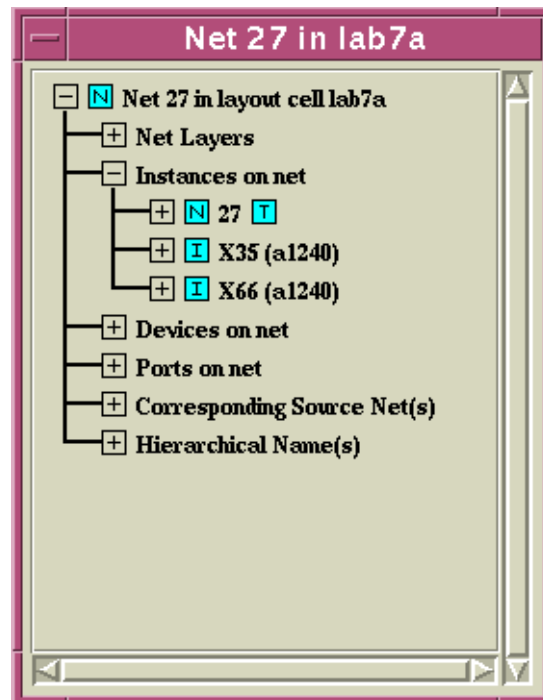 Net 27 in lab7a
N Net 27 in layout cell lab7a
Net Layers
Instances on net
N 27 T
I X35 (a1240)
I X66 (a1240)
Devices on net
Ports on net
Corresponding Source Net(s)
Hierarchical Name(s)